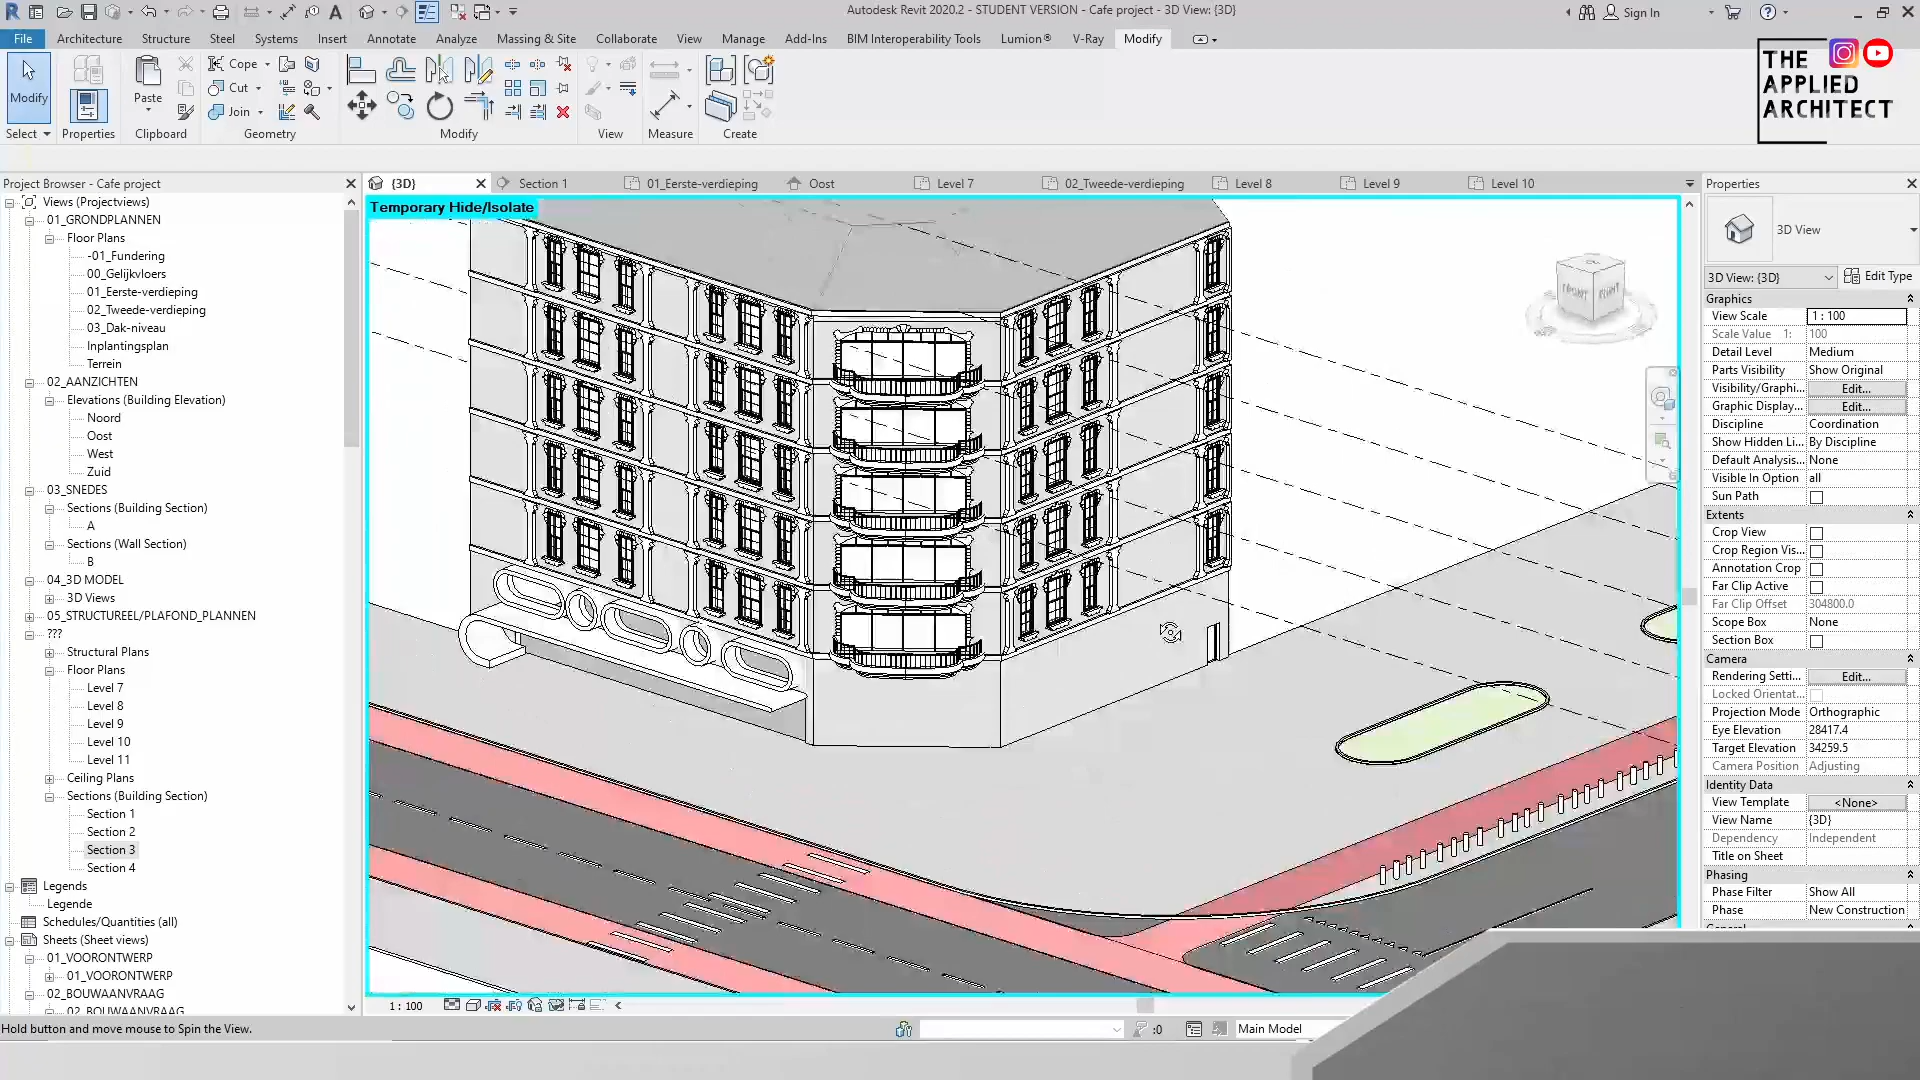 Autodesk Revit 2020.2 - STUDENT VERSION - Cafe project - 3D View: {3D}
Sign In
File Architecture Structure Steel Systems Insert Annotate Analyze Massing & Site Collaborate View Manage Add-Ins BIM Interoperability Tools Lumion® V-Ray Modify
Modify
Paste
Cope
Cut
Join
Select Properties Clipboard Geometry Modify View Measure Create
THE
APPLIED
ARCHITECT
Project Browser - Cafe project
{3D} Section 1 01_Eerste-verdieping Oost Level 7 02_Tweede-verdieping Level 8 Level 9 Level 10
Temporary Hide/Isolate
Views (Projectviews)
01_GRONDPLANNEN
Floor Plans
-01_Fundering
00_Gelijkvloers
01_Eerste-verdieping
02_Tweede-verdieping
03_Dak-niveau
Inplantingsplan
Terrein
02_AANZICHTEN
Elevations (Building Elevation)
Noord
Oost
West
Zuid
03_SNEDES
Sections (Building Section)
A
Sections (Wall Section)
B
04_3D MODEL
3D Views
05_STRUCTUREEL/PLAFOND_PLANNEN
???
Structural Plans
Floor Plans
Level 7
Level 8
Level 9
Level 10
Level 11
Ceiling Plans
Sections (Building Section)
Section 1
Section 2
Section 3
Section 4
Legends
Legende
Schedules/Quantities (all)
Sheets (Sheet views)
01_VOORONTWERP
01_VOORONTWERP
02_BOUWAANVRAAG
02_BOUWAANVRAAG
FRONT RIGHT
Properties
3D View
3D View: {3D} Edit Type
Graphics
View Scale 1 : 100
Scale Value 1: 100
Detail Level Medium
Parts Visibility Show Original
Visibility/Graphi... Edit...
Graphic Display... Edit...
Discipline Coordination
Show Hidden Li... By Discipline
Default Analysis... None
Visible In Option all
Sun Path
Extents
Crop View
Crop Region Vis...
Annotation Crop
Far Clip Active
Far Clip Offset 304800.0
Scope Box None
Section Box
Camera
Rendering Setti... Edit...
Locked Orientat...
Projection Mode Orthographic
Eye Elevation 28417.4
Target Elevation 34259.5
Camera Position Adjusting
Identity Data
View Template <None>
View Name {3D}
Dependency Independent
Title on Sheet
Phasing
Phase Filter Show All
Phase New Construction
1 : 100
Hold button and move mouse to Spin the View.
:0
Main Model